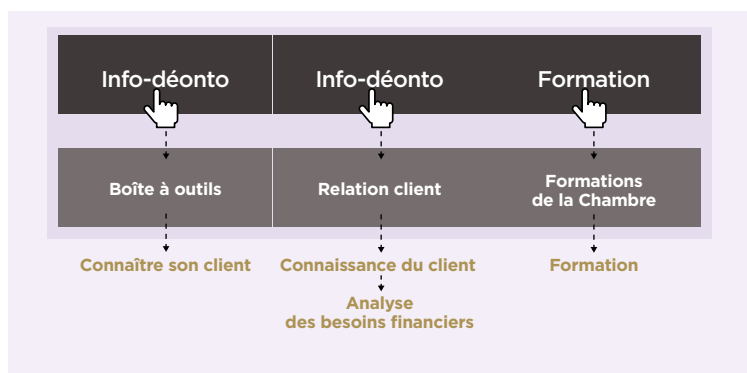 Info-déonto
Info-déonto
Formation
Boîte à outils
Relation client
Formations
de la Chambre
Connaître son client
Connaissance du client
Formation
Analyse
des besoins financiers